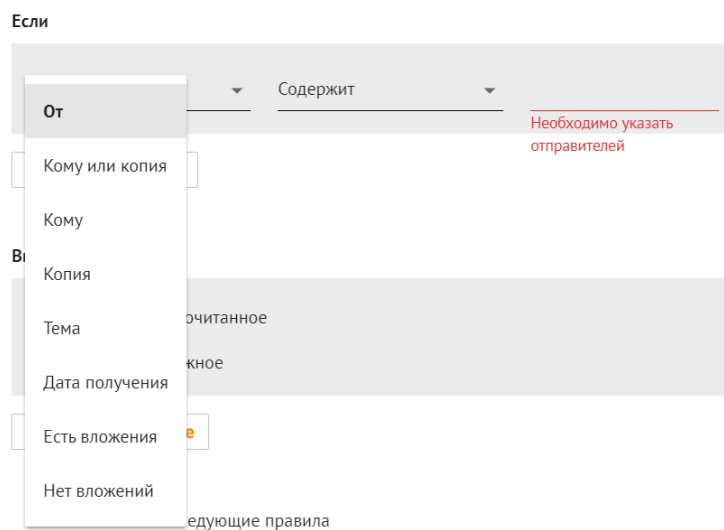 Если
Содержит
Необходимо указать
отправителей
От
Кому или копия
Кому
Копия
Тема
Дата получения
Есть вложения
Нет вложений